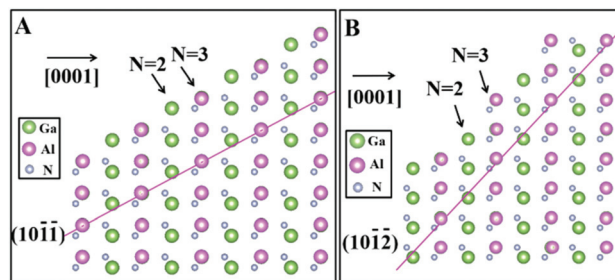 A
[0001]
N=2
N=3
Ga
Al
N
(101̄1̄)
B
[0001]
N=3
N=2
Ga
Al
N
(101̄2̄)